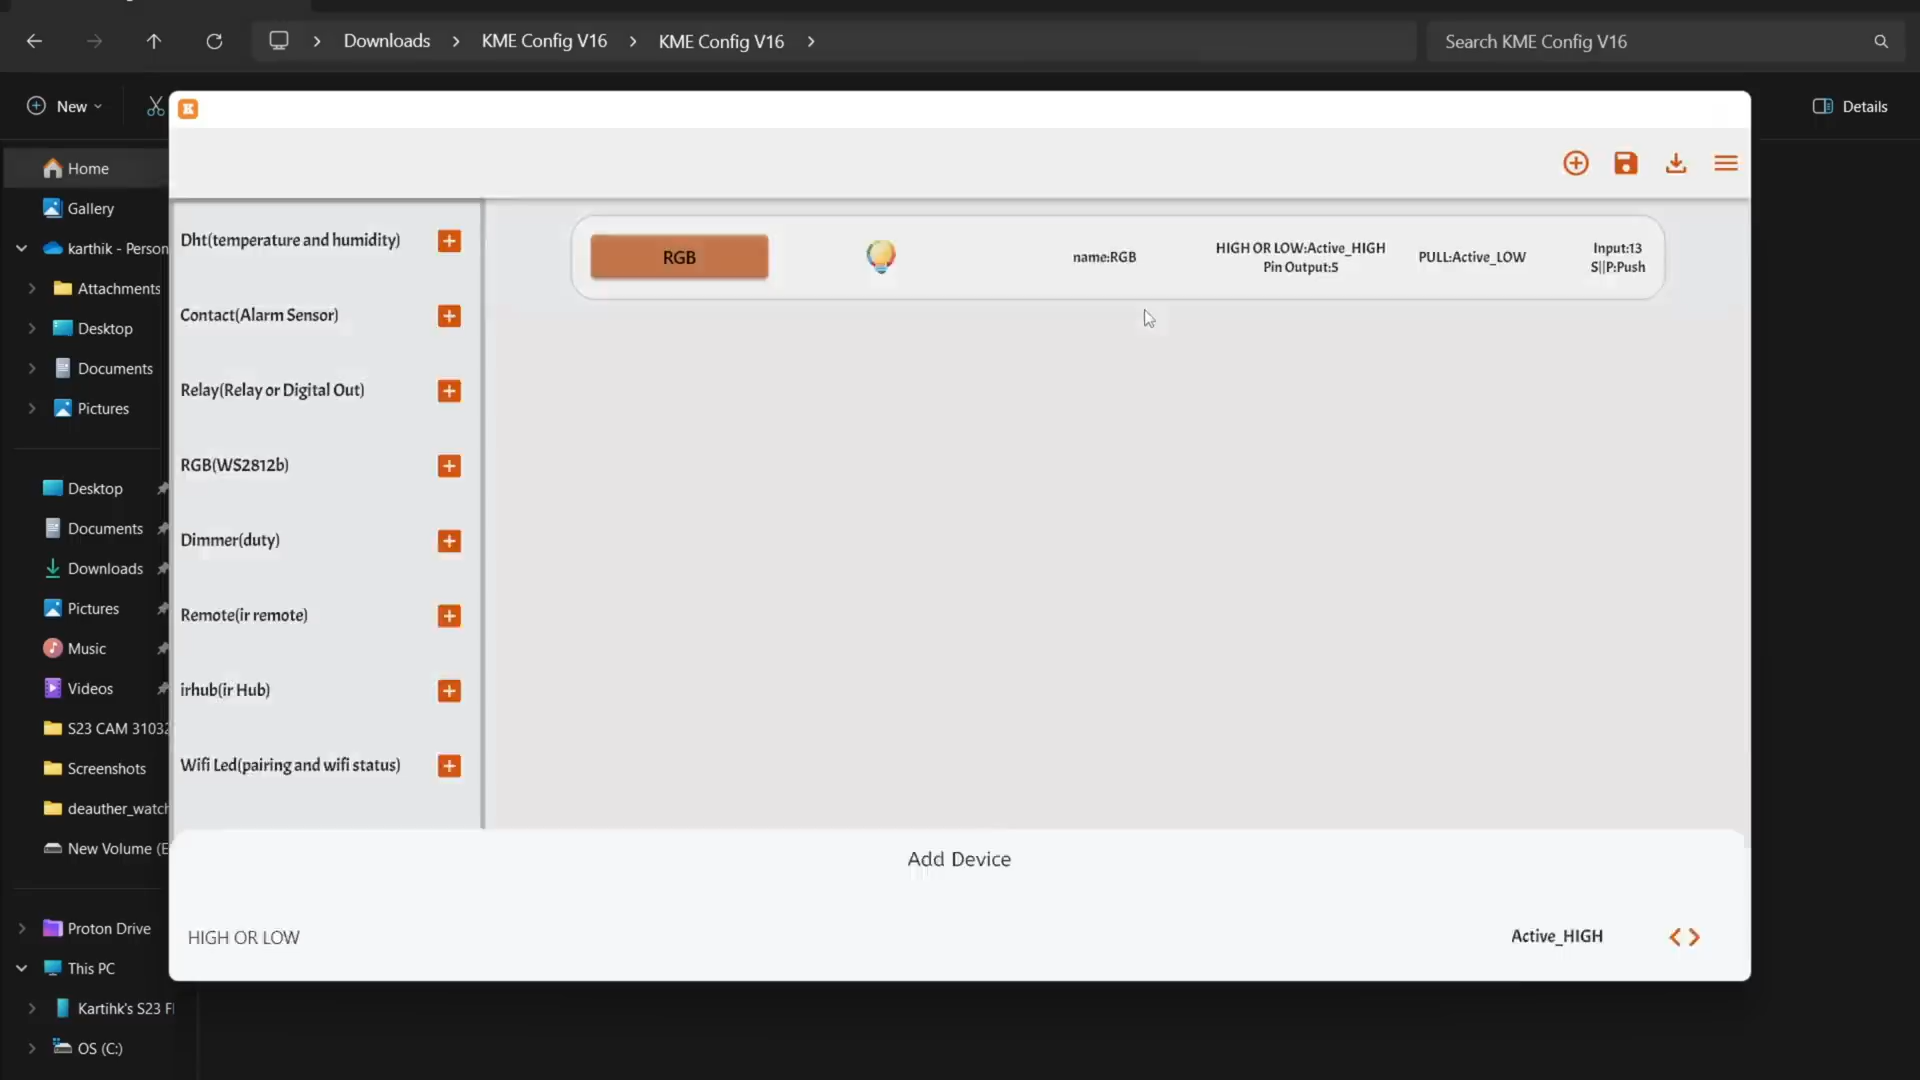 Downloads
KME Config V16
KME Config V16
Search KME Config V16
New
Details
Home
Gallery
karthik - Person
Attachments
Desktop
Documents
Pictures
Desktop
Documents
Downloads
Pictures
Music
Videos
S23 CAM 31032
Screenshots
deauther_watch
New Volume (E
Proton Drive
This PC
Kartihk's S23 Fl
OS (C:)
K
Dht(temperature and humidity)
Contact(Alarm Sensor)
Relay(Relay or Digital Out)
RGB(WS2812b)
Dimmer(duty)
Remote(ir remote)
irhub(ir Hub)
Wifi Led(pairing and wifi status)
RGB
name:RGB
HIGH OR LOW:Active_HIGH
Pin Output:5
PULL:Active_LOW
Input:13
S||P:Push
Add Device
HIGH OR LOW
Active_HIGH